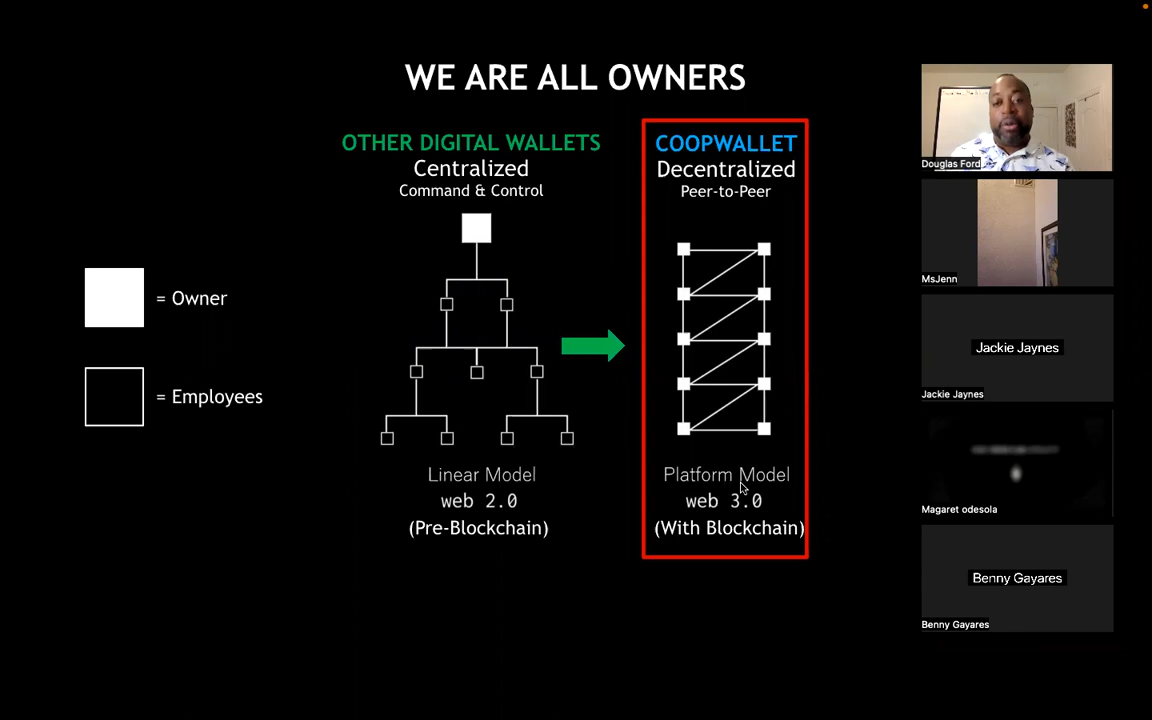 WE ARE ALL OWNERS
OTHER DIGITAL WALLETS
Centralized
Command & Control
COOPWALLET
Decentralized
Peer-to-Peer
= Owner
= Employees
Linear Model
web 2.0
(Pre-Blockchain)
Platform Model
web 3.0
(With Blockchain)
Douglas Ford
MsJenn
Jackie Jaynes
Jackie Jaynes
Magaret odesola
Benny Gayares
Benny Gayares